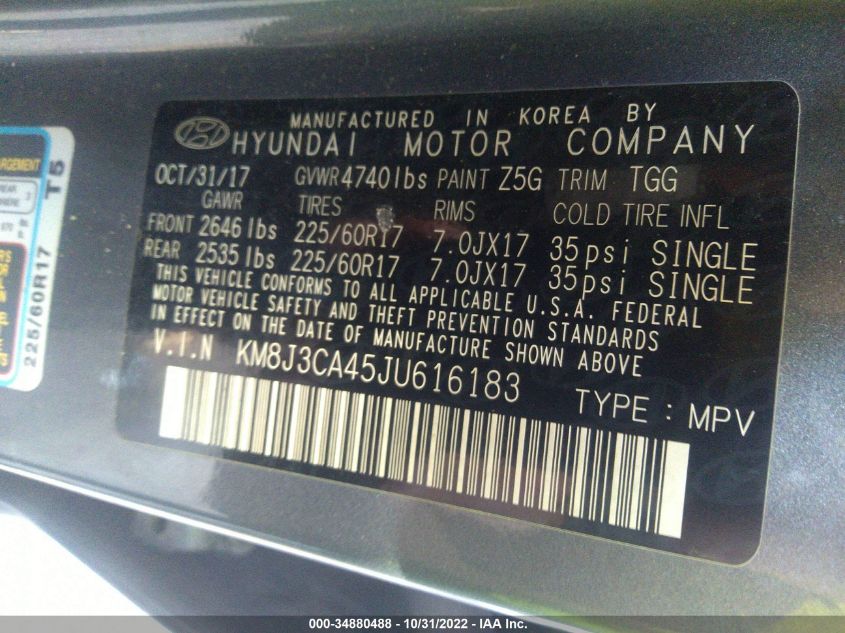 MANUFACTURED IN KOREA BY
HYUNDAI MOTOR COMPANY
OCT/31/17 GVWR 4740lbs PAINT Z5G TRIM TGG
GAWR TIRES RIMS COLD TIRE INFL
FRONT 2646 lbs 225/60R17 7.0JX17 35psi SINGLE
REAR 2535 lbs 225/60R17 7.0JX17 35psi SINGLE
THIS VEHICLE CONFORMS TO ALL APPLICABLE U.S.A. FEDERAL
MOTOR VEHICLE SAFETY AND THEFT PREVENTION STANDARDS
IN EFFECT ON THE DATE OF MANUFACTURE SHOWN ABOVE
V.I.N KM8J3CA45JU616183
TYPE : MPV
225/60R17 T5
000-34880488 - 10/31/2022 - IAA Inc.